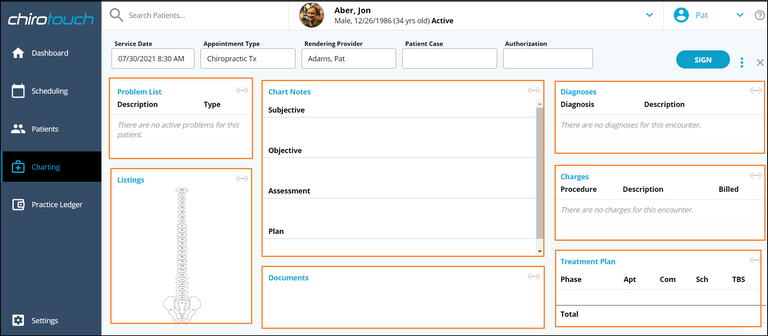 chirotouch
Search Patients...
Aber, Jon
Male, 12/26/1986 (34 yrs old) Active
Pat
Dashboard
Scheduling
Patients
Charting
Practice Ledger
Settings
Service Date
07/30/2021 8:30 AM
Appointment Type
Chiropractic Tx
Rendering Provider
Adams, Pat
Patient Case
Authorization
SIGN
Problem List
Description Type
There are no active problems for this
patient.
Listings
Chart Notes
Subjective
Objective
Assessment
Plan
Documents
Diagnoses
Diagnosis Description
There are no diagnoses for this encounter.
Charges
Procedure Description Billed
There are no charges for this encounter.
Treatment Plan
Phase Apt Com Sch TBS
Total